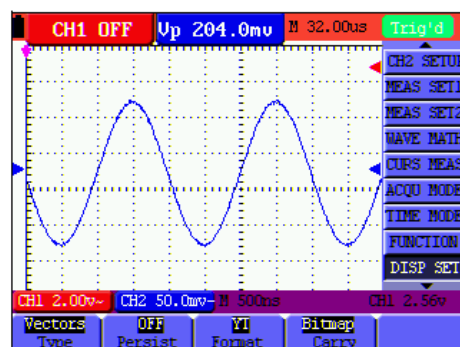 CH1 OFF Vp 204.0mv M 32.00us Trig'd
CH2 SETUP
MEAS SET1
MEAS SET2
WAVE MATH
CURS MEAS
ACQU MODE
TIME MODE
FUNCTION
DISP SET
CH1 2.00v~ CH2 50.0mv- M 500ms CH1 2.56v
Vectors OFF YT Bitmap
Type Persist Format Carry